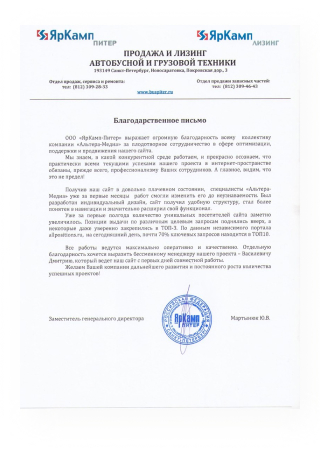 ЯрКамп
ПИТЕР
ЯрКамп
ЛИЗИНГ
ПРОДАЖА И ЛИЗИНГ
АВТОБУСНОЙ И ГРУЗОВОЙ ТЕХНИКИ
193149 Санкт-Петербург, Новосаратовка, Покровская дор., 3
Отдел продаж, сервиса и ремонта:
тел: (812) 309-28-33
Отдел продажи запасных частей:
тел: (812) 309-46-43
www.buspiter.ru
Благодарственное письмо
ООО «ЯрКамп-Питер» выражает огромную благодарность всему коллективу
компании «Альтера-Медиа» за плодотворное сотрудничество в сфере оптимизации,
поддержки и продвижения нашего сайта.
Мы знаем, в какой конкурентной среде работаем, и прекрасно осознаем, что
практически всеми текущими успехами нашего проекта в интернет-пространстве
обязаны, прежде всего, профессионализму Ваших сотрудников. А главное, видим, что
это не предел!
Получив наш сайт в довольно плачевном состоянии, специалисты «Альтера-
Медиа» уже за первые месяцы работ смогли изменить его до неузнаваемости. Был
разработан индивидуальный дизайн, сайт получил удобную структуру, стал более
понятен в навигации и значительно расширил свой функционал.
Уже за первые полгода количество уникальных посетителей сайта заметно
увеличилось. Позиции выдачи по различным целевым запросам поднялись вверх, а
некоторые даже уверенно закрепились в ТОП-3. По данным независимого портала
allpositions.ru, на сегодняшний день, почти 70% ключевых запросов находятся в ТОП10.
Все работы ведутся максимально оперативно и качественно. Отдельную
благодарность хочется выразить бессменному менеджеру нашего проекта – Василевичу
Дмитрию, который ведет наш сайт с первых дней совместной работы.
Желаем Вашей компании дальнейшего развития и постоянного роста количества
успешных проектов!
Заместитель генерального директора
Мартынюк Ю.В.
ЯрКамп
ПИТЕР